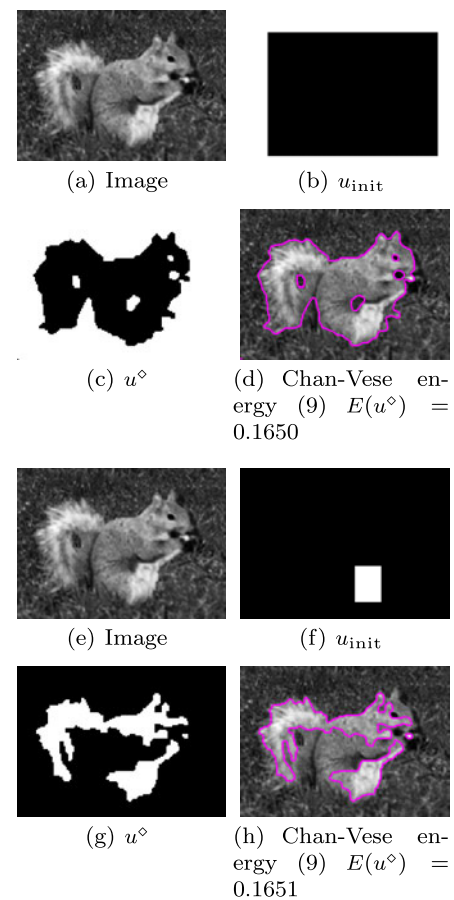 (a) Image
(b) u_init
(c) u^⋄
(d) Chan-Vese en-
ergy (9) E(u^⋄) =
0.1650
(e) Image
(f) u_init
(g) u^⋄
(h) Chan-Vese en-
ergy (9) E(u^⋄) =
0.1651